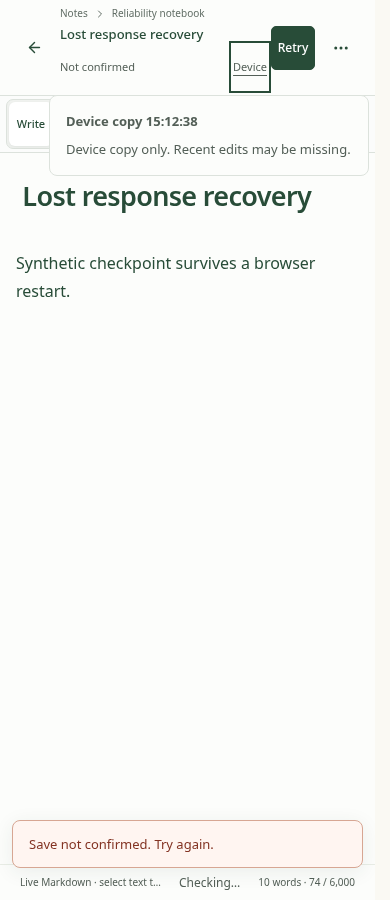 Notes > Reliability notebook
Lost response recovery
Not confirmed
Device
Retry
Write
Device copy 15:12:38
Device copy only. Recent edits may be missing.
Lost response recovery
Synthetic checkpoint survives a browser
restart.
Save not confirmed. Try again.
Live Markdown · select text t...
Checking...
10 words · 74 / 6,000